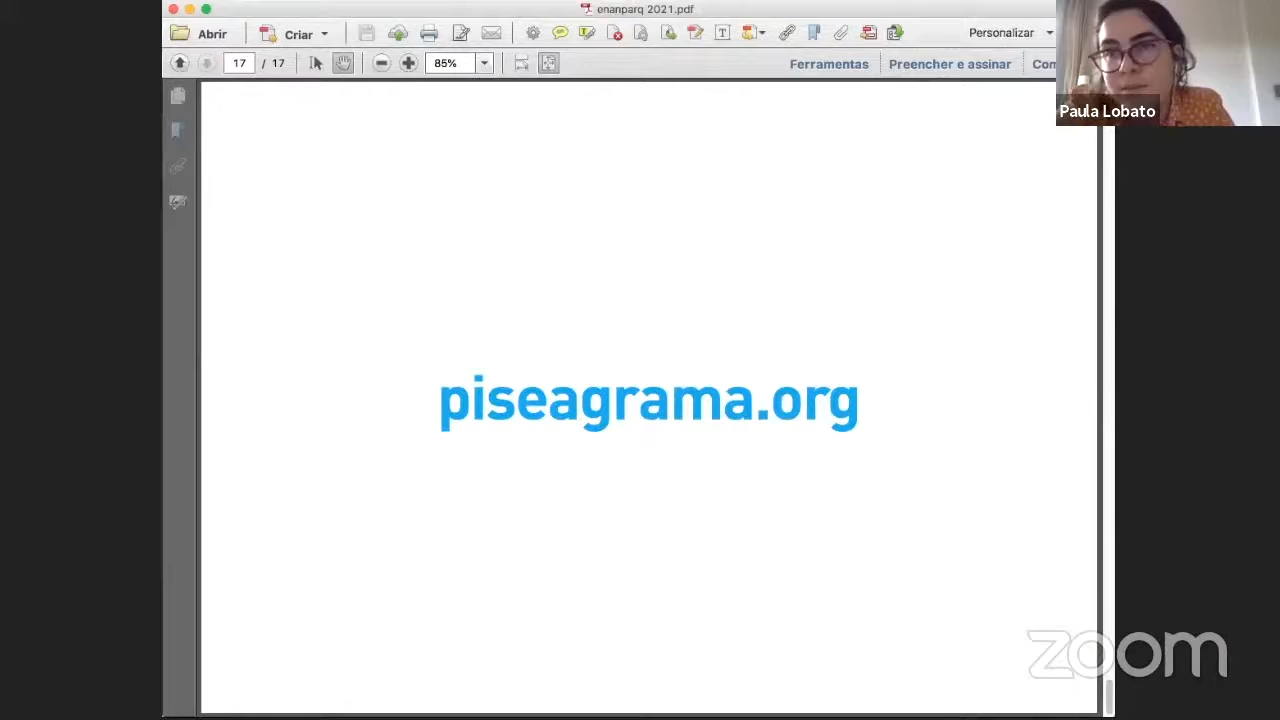 enanparq 2021.pdf
Abrir
Criar
Personalizar
17 / 17
85%
Ferramentas
Preencher e assinar
Com
Paula Lobato
piseagrama.org
zoom